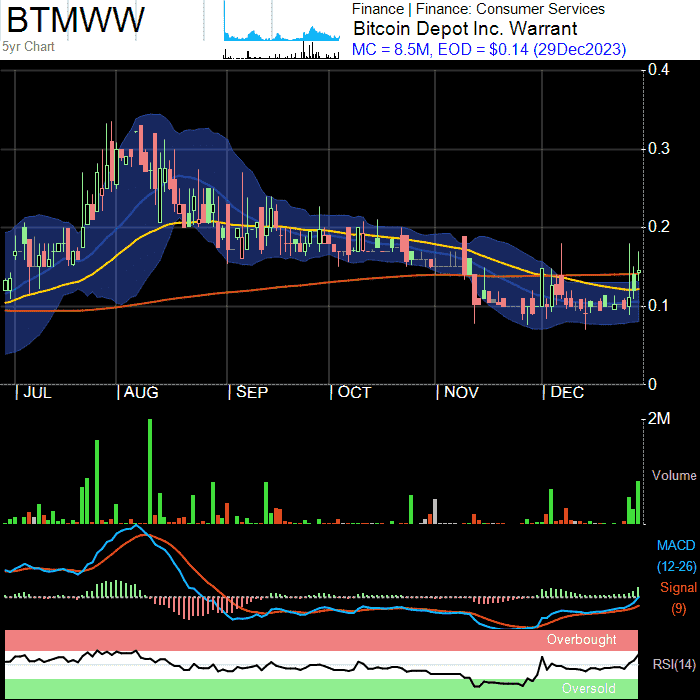 BTMWW
5yr Chart
Finance | Finance: Consumer Services
Bitcoin Depot Inc. Warrant
MC = 8.5M, EOD = $0.14 (29Dec2023)
0.4
0.3
0.2
0.1
0
JUL AUG SEP OCT NOV DEC
2M
Volume
MACD
(12-26)
Signal
(9)
Overbought
RSI(14)
Oversold